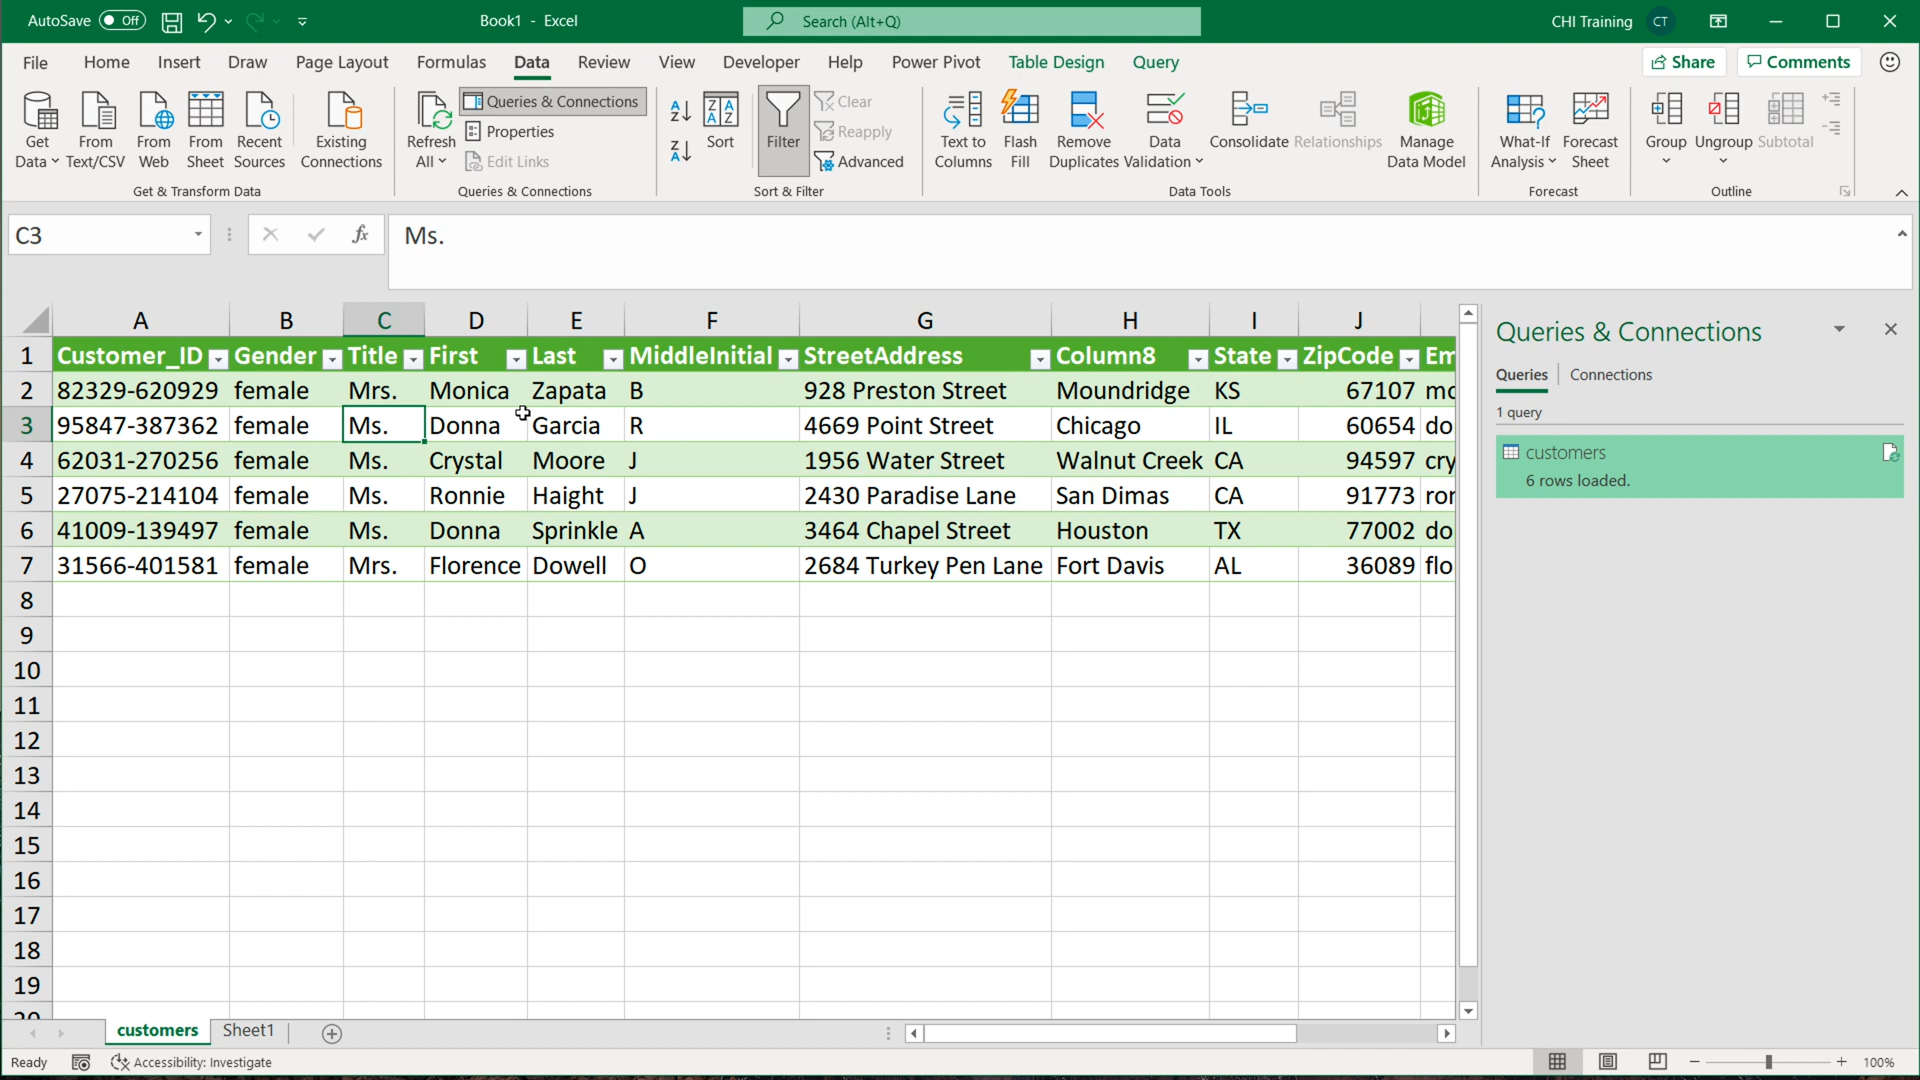 AutoSave Off Book1 - Excel Search (Alt+Q) CHI Training CT
File Home Insert Draw Page Layout Formulas Data Review View Developer Help Power Pivot Table Design Query Share Comments
Get Data
From Text/CSV
From Web
From Sheet
Recent Sources
Existing Connections
Get & Transform Data
Refresh All
Queries & Connections
Properties
Edit Links
Queries & Connections
Sort
Filter
Clear
Reapply
Advanced
Sort & Filter
Text to Columns
Flash Fill
Remove Duplicates
Data Validation
Consolidate
Relationships
Manage Data Model
Data Tools
What-If Analysis
Forecast Sheet
Forecast
Group
Ungroup
Subtotal
Outline
C3 fx Ms.
A B C D E F G H I J
1 Customer_ID Gender Title First Last MiddleInitial StreetAddress Column8 State ZipCode Em
2 82329-620929 female Mrs. Monica Zapata B 928 Preston Street Moundridge KS 67107 mo
3 95847-387362 female Ms. Donna Garcia R 4669 Point Street Chicago IL 60654 do
4 62031-270256 female Ms. Crystal Moore J 1956 Water Street Walnut Creek CA 94597 cry
5 27075-214104 female Ms. Ronnie Haight J 2430 Paradise Lane San Dimas CA 91773 ror
6 41009-139497 female Ms. Donna Sprinkle A 3464 Chapel Street Houston TX 77002 do
7 31566-401581 female Mrs. Florence Dowell O 2684 Turkey Pen Lane Fort Davis AL 36089 flo
8
9
10
11
12
13
14
15
16
17
18
19
20
Queries & Connections
Queries Connections
1 query
customers
6 rows loaded.
customers Sheet1
Ready Accessibility: Investigate 100%